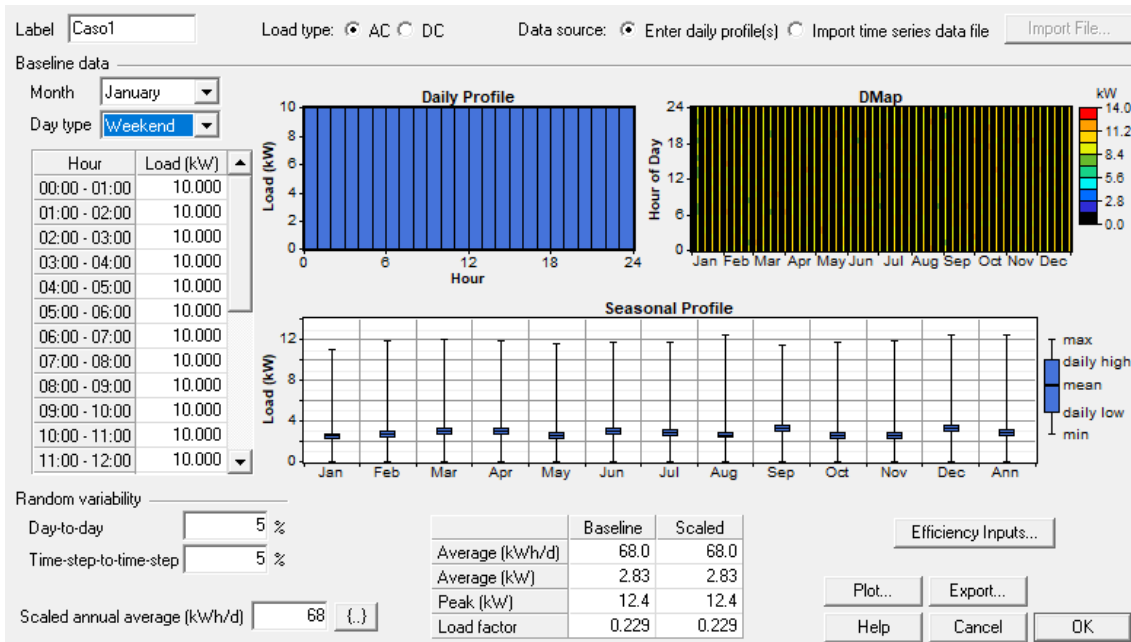 Label Caso1 Load type: AC DC Data source: Enter daily profile(s) Import time series data file Import File...
Baseline data
Month January
Day type Weekend
Hour Load (kW)
00:00 - 01:00 10.000
01:00 - 02:00 10.000
02:00 - 03:00 10.000
03:00 - 04:00 10.000
04:00 - 05:00 10.000
05:00 - 06:00 10.000
06:00 - 07:00 10.000
07:00 - 08:00 10.000
08:00 - 09:00 10.000
09:00 - 10:00 10.000
10:00 - 11:00 10.000
11:00 - 12:00 10.000
Daily Profile
Load (kW)
10
8
6
4
2
0
0 6 12 18 24
Hour
DMap
Hour of Day
24
18
12
6
0
Jan Feb Mar Apr May Jun Jul Aug Sep Oct Nov Dec
kW
14.0
11.2
8.4
5.6
2.8
0.0
Seasonal Profile
Load (kW)
12
8
4
0
Jan Feb Mar Apr May Jun Jul Aug Sep Oct Nov Dec Ann
max
daily high
mean
daily low
min
Random variability
Day-to-day 5 %
Time-step-to-time-step 5 %
Scaled annual average (kWh/d) 68 {..}
Baseline Scaled
Average (kWh/d) 68.0 68.0
Average (kW) 2.83 2.83
Peak (kW) 12.4 12.4
Load factor 0.229 0.229
Efficiency Inputs...
Plot... Export...
Help Cancel OK